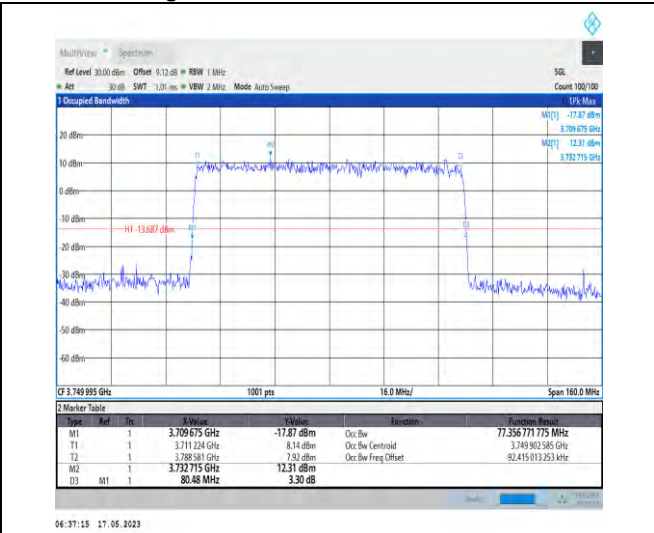 MultiView Spectrum
Ref Level 30.00 dBm Offset 9.12 dB RBW 1 MHz SGL
Att 30 dB SWT 1.01 ms VBW 2 MHz Mode Auto Sweep Count 100/100
1 Occupied Bandwidth 1Pk Max
M1[1] -17.87 dBm
3.709 675 GHz
M2[1] 12.31 dBm
3.732 715 GHz
20 dBm
M2
T1 T2
10 dBm
0 dBm
-10 dBm
H1 -13.687 dBm M1 D3
-20 dBm
-30 dBm
-40 dBm
-50 dBm
-60 dBm
CF 3.749 995 GHz 1001 pts 16.0 MHz/ Span 160.0 MHz
2 Marker Table
Type Ref Trc X-Value Y-Value Function Function Result
M1 1 3.709 675 GHz -17.87 dBm Occ Bw 77.356 771 775 MHz
T1 1 3.711 224 GHz 8.14 dBm Occ Bw Centroid 3.749 902 585 GHz
T2 1 3.788 581 GHz 7.92 dBm Occ Bw Freq Offset 92.415 013 253 kHz
M2 1 3.732 715 GHz 12.31 dBm
D3 M1 1 80.48 MHz 3.30 dB
06:37:15 17.05.2023